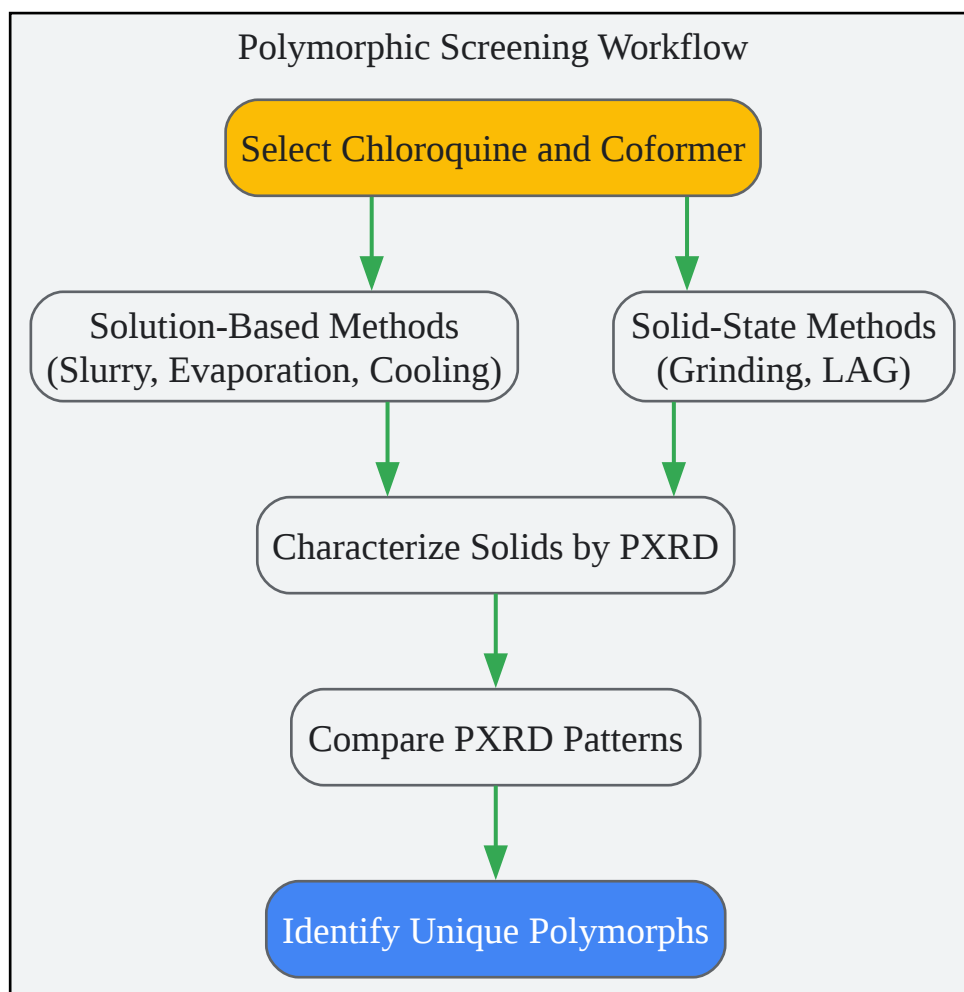 Polymorphic Screening Workflow
Select Chloroquine and Coformer
Solution-Based Methods
(Slurry, Evaporation, Cooling)
Solid-State Methods
(Grinding, LAG)
Characterize Solids by PXRD
Compare PXRD Patterns
Identify Unique Polymorphs